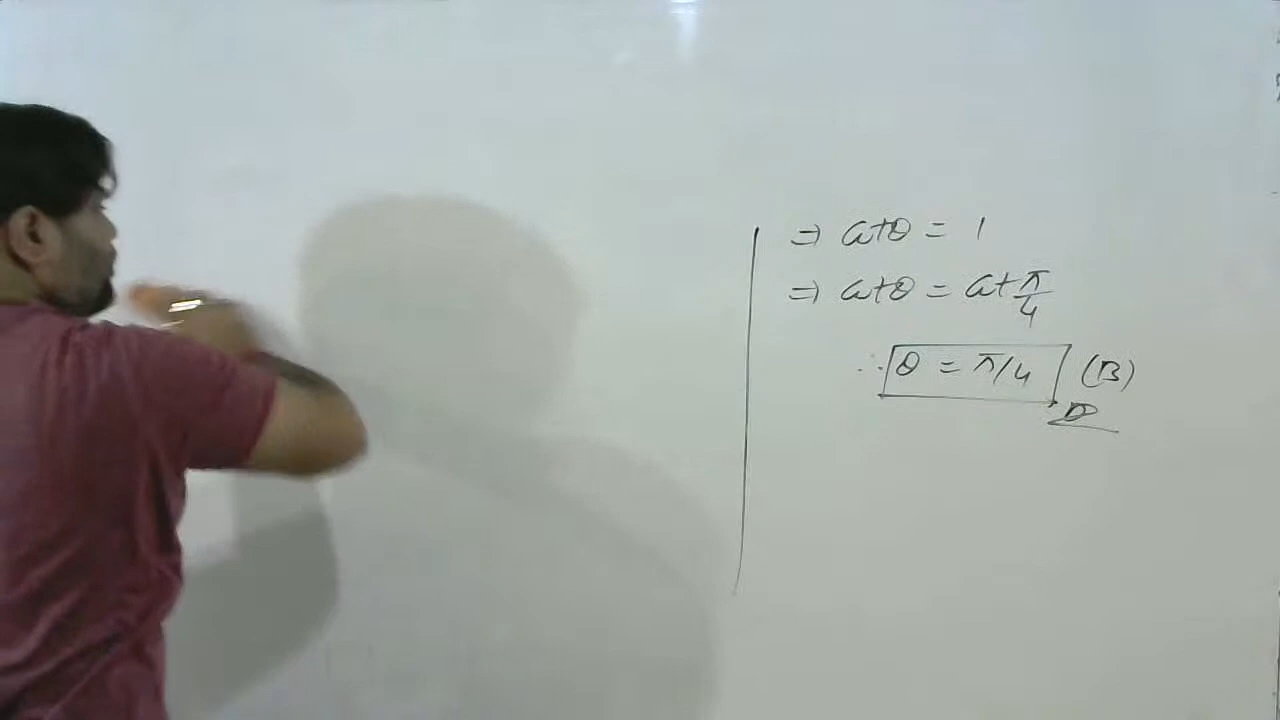 ⇒ cotθ = 1
⇒ cotθ = cot π/4
∴ θ = π/4 (B)